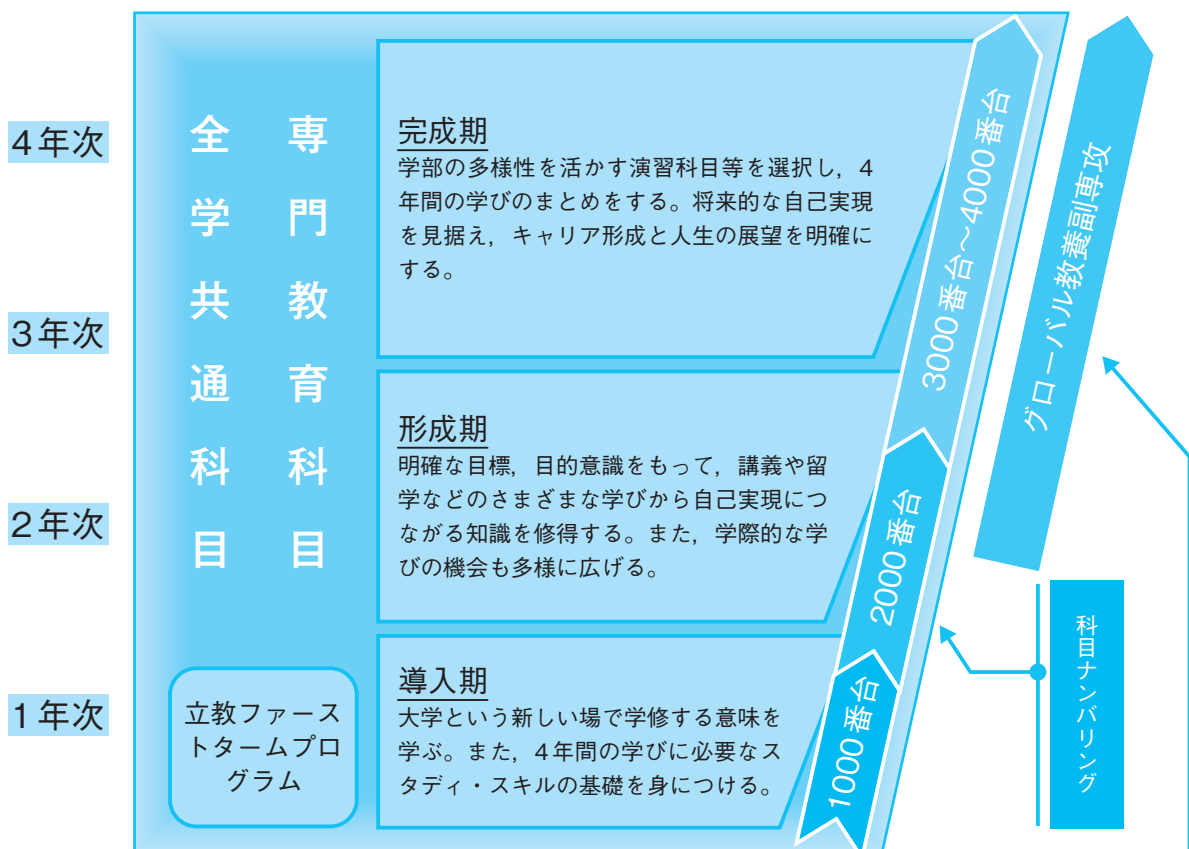 4年次
3年次
2年次
1年次
専門教育科目
全学共通科目
立教ファース
トタームプロ
グラム
完成期
学部の多様性を活かす演習科目等を選択し，4
年間の学びのまとめをする。将来的な自己実現
を見据え，キャリア形成と人生の展望を明確に
する。
形成期
明確な目標，目的意識をもって，講義や留
学などのさまざまな学びから自己実現につ
ながる知識を修得する。また，学際的な学
びの機会も多様に広げる。
導入期
大学という新しい場で学修する意味を
学ぶ。また，4年間の学びに必要なス
タディ・スキルの基礎を身につける。
3000番台～4000番台
2000番台
1000番台
グローバル教養副専攻
科目ナンバリング